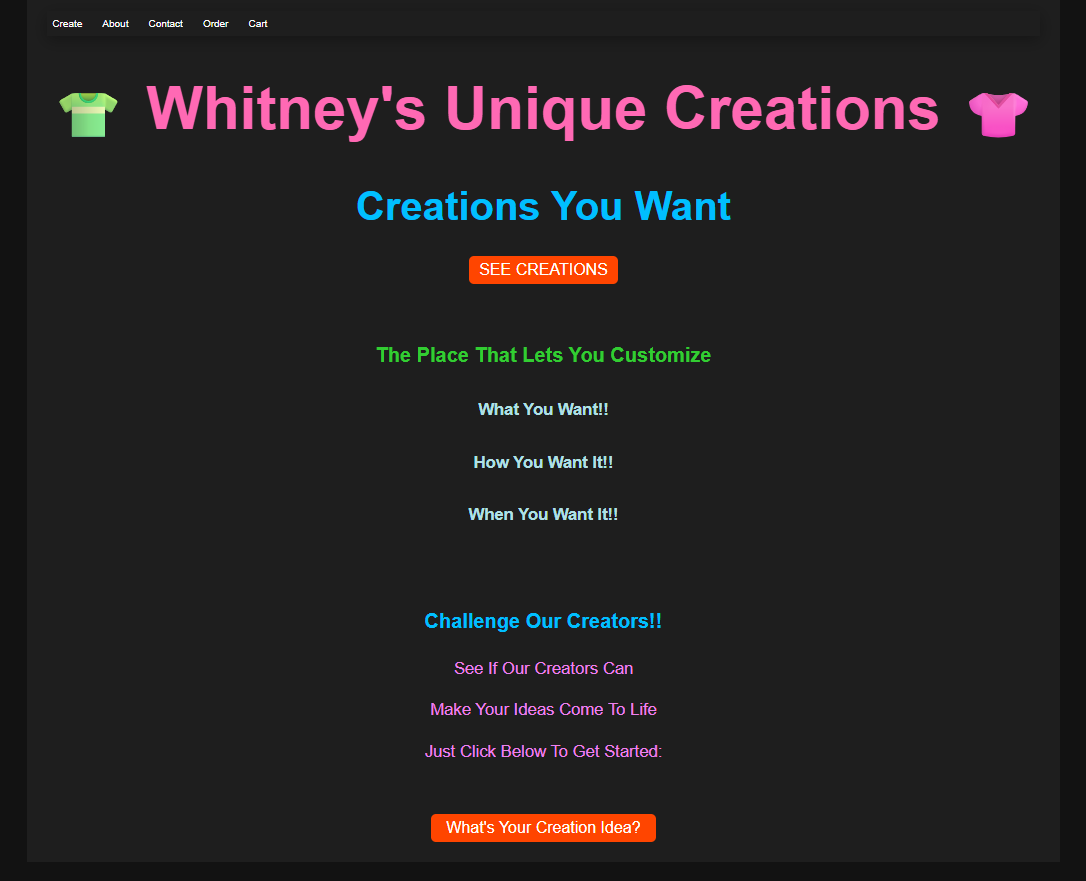 Create About Contact Order Cart
Whitney's Unique Creations
Creations You Want
SEE CREATIONS
The Place That Lets You Customize
What You Want!!
How You Want It!!
When You Want It!!
Challenge Our Creators!!
See If Our Creators Can
Make Your Ideas Come To Life
Just Click Below To Get Started:
What's Your Creation Idea?